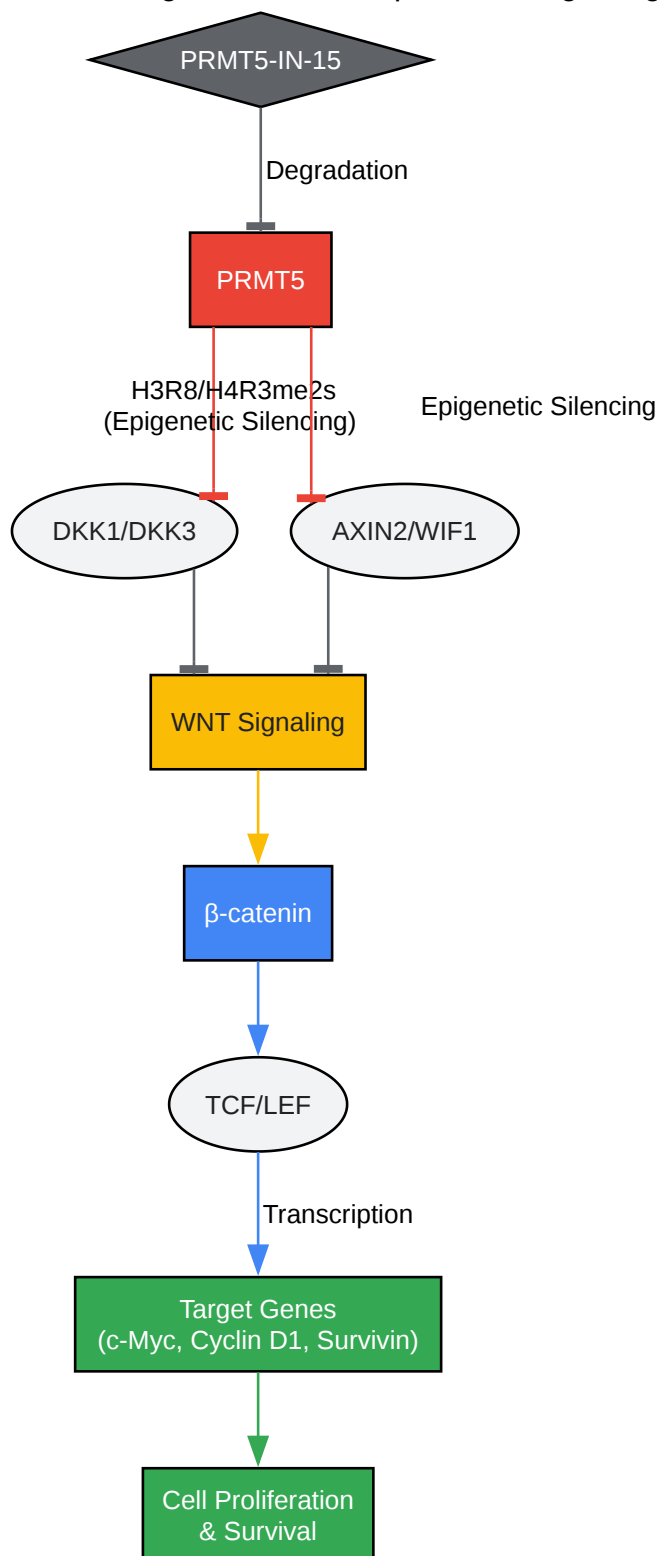 PRMT5-IN-15
Degradation
PRMT5
H3R8/H4R3me2s
(Epigenetic Silencing)
Epigenetic Silencing
DKK1/DKK3
AXIN2/WIF1
WNT Signaling
β-catenin
TCF/LEF
Transcription
Target Genes
(c-Myc, Cyclin D1, Survivin)
Cell Proliferation
& Survival